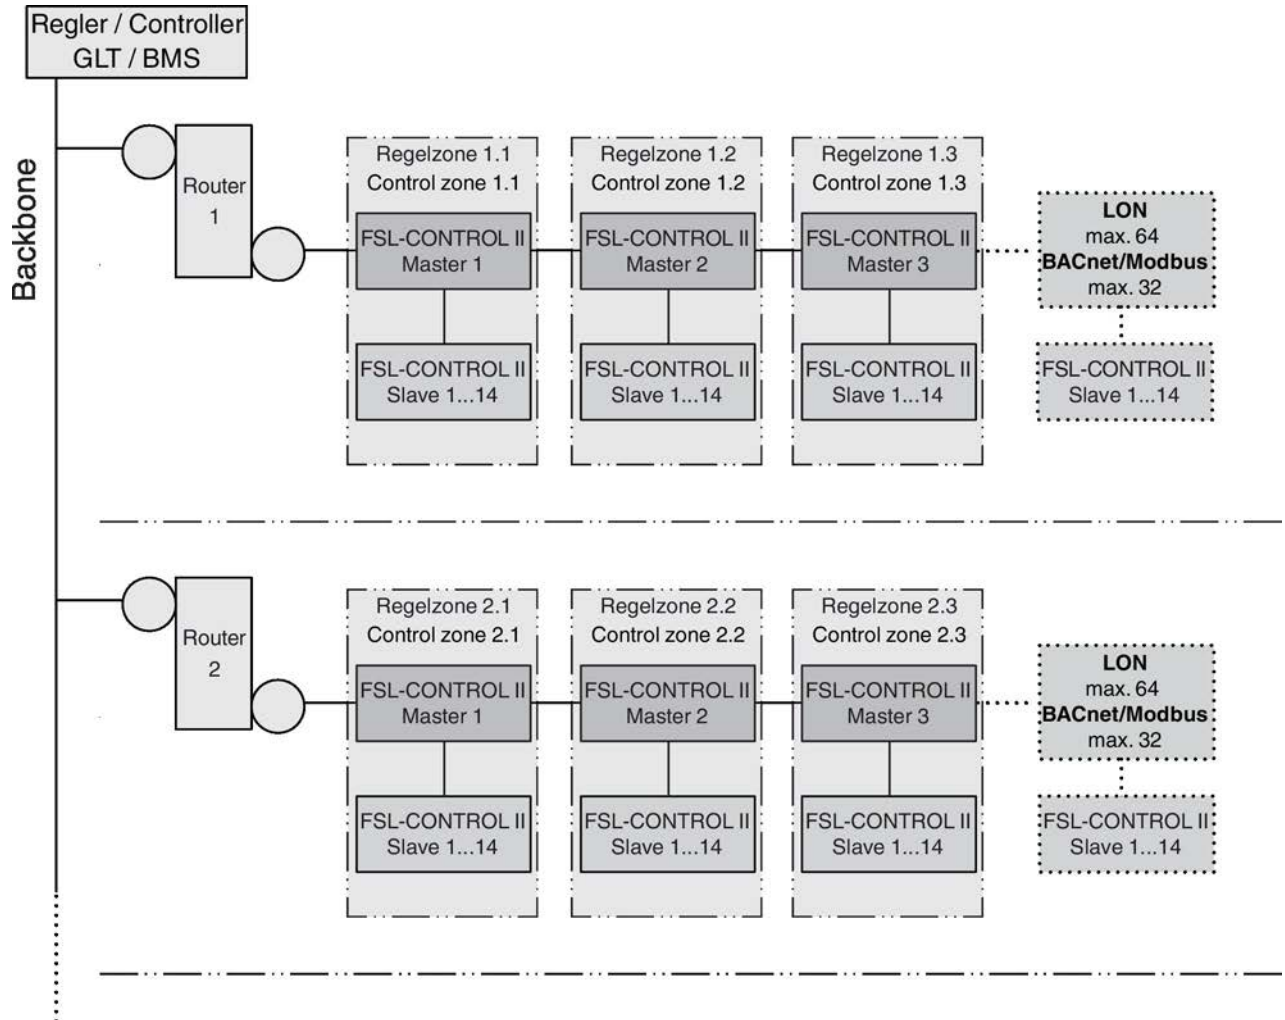 Regler / Controller
GLT / BMS
Backbone
Router
1
Regelzone 1.1
Control zone 1.1
FSL-CONTROL II
Master 1
FSL-CONTROL II
Slave 1...14
Regelzone 1.2
Control zone 1.2
FSL-CONTROL II
Master 2
FSL-CONTROL II
Slave 1...14
Regelzone 1.3
Control zone 1.3
FSL-CONTROL II
Master 3
FSL-CONTROL II
Slave 1...14
LON
max. 64
BACnet/Modbus
max. 32
FSL-CONTROL II
Slave 1...14
Router
2
Regelzone 2.1
Control zone 2.1
FSL-CONTROL II
Master 1
FSL-CONTROL II
Slave 1...14
Regelzone 2.2
Control zone 2.2
FSL-CONTROL II
Master 2
FSL-CONTROL II
Slave 1...14
Regelzone 2.3
Control zone 2.3
FSL-CONTROL II
Master 3
FSL-CONTROL II
Slave 1...14
LON
max. 64
BACnet/Modbus
max. 32
FSL-CONTROL II
Slave 1...14